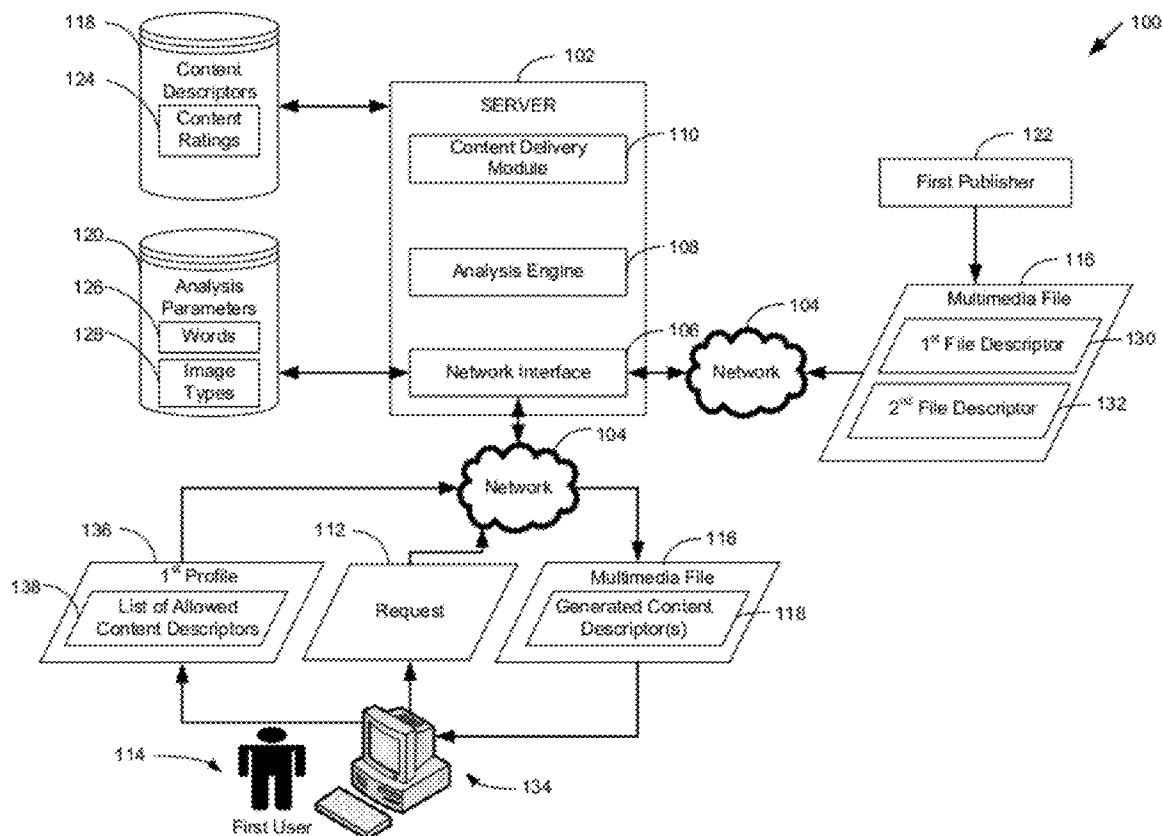 100
118
Content
Descriptors
124
Content
Ratings
102
SERVER
110
Content Delivery
Module
122
First Publisher
120
Analysis
Parameters
126
Words
128
Image
Types
108
Analysis Engine
106
Network Interface
104
Network
116
Multimedia File
1st File Descriptor
130
2nd File Descriptor
132
104
Network
136
1st Profile
138
List of Allowed
Content Descriptors
112
Request
116
Multimedia File
Generated Content
Descriptor(s)
118
114
First User
134